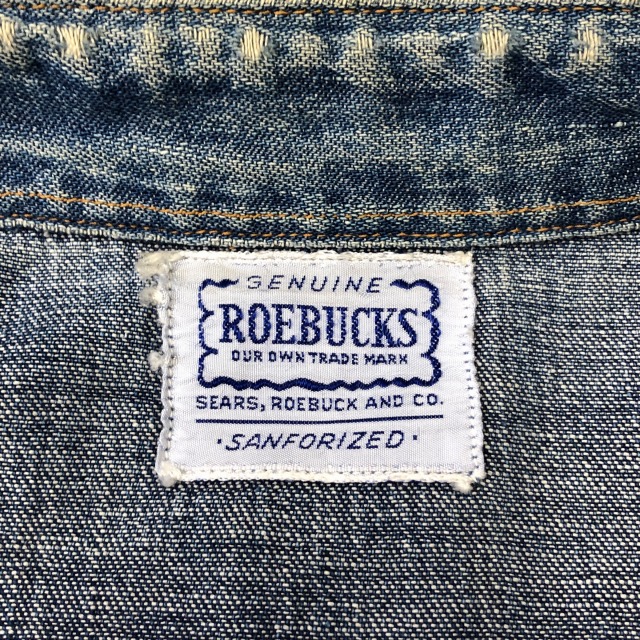 GENUINE
ROEBUCKS
OUR OWN TRADE MARK
SEARS, ROEBUCK AND CO.
·SANFORIZED·